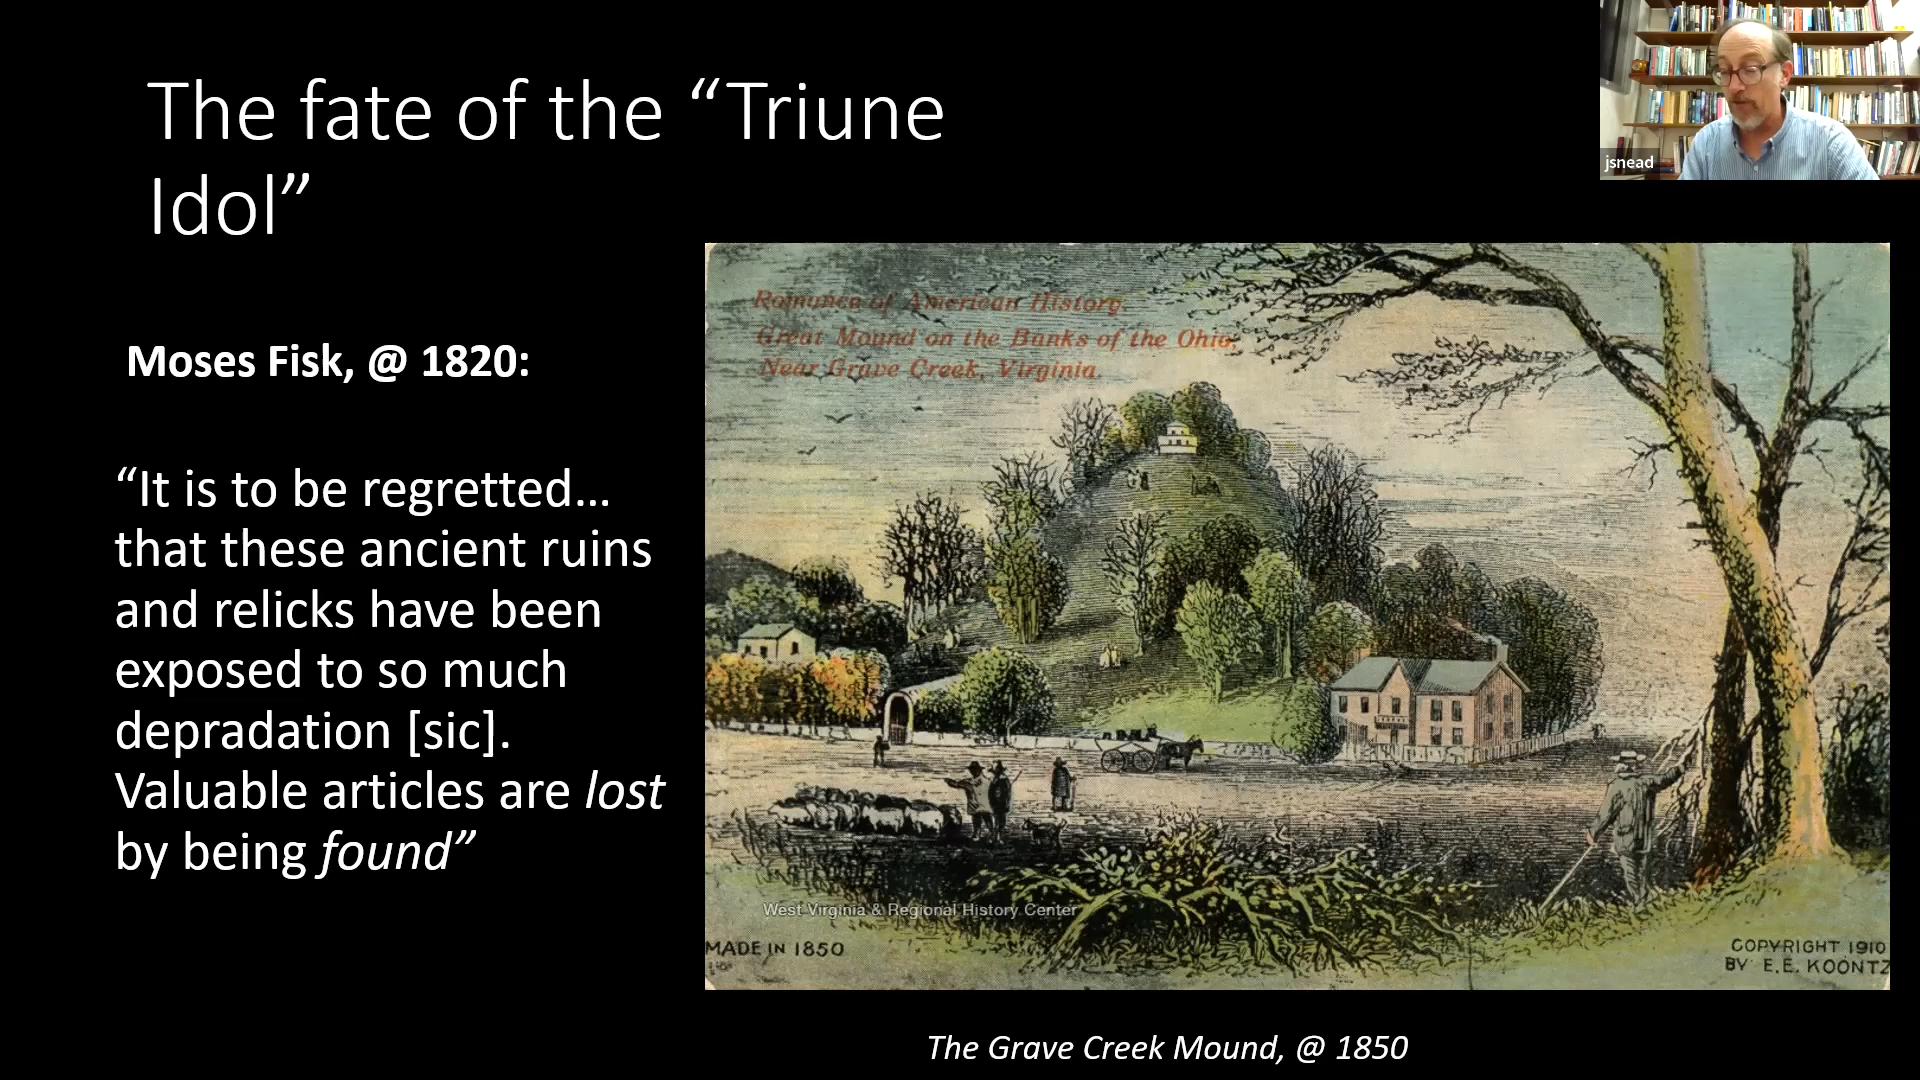 The fate of the “Triune
Idol”
jsnead
Moses Fisk, @ 1820:
“It is to be regretted...
that these ancient ruins
and relicks have been
exposed to so much
depradation [sic].
Valuable articles are lost
by being found”
Romance of American History.
Great Mound on the Banks of the Ohio,
Near Grave Creek, Virginia.
West Virginia & Regional History Center
MADE IN 1850
COPYRIGHT 1910
BY E.E. KOONTZ
The Grave Creek Mound, @ 1850